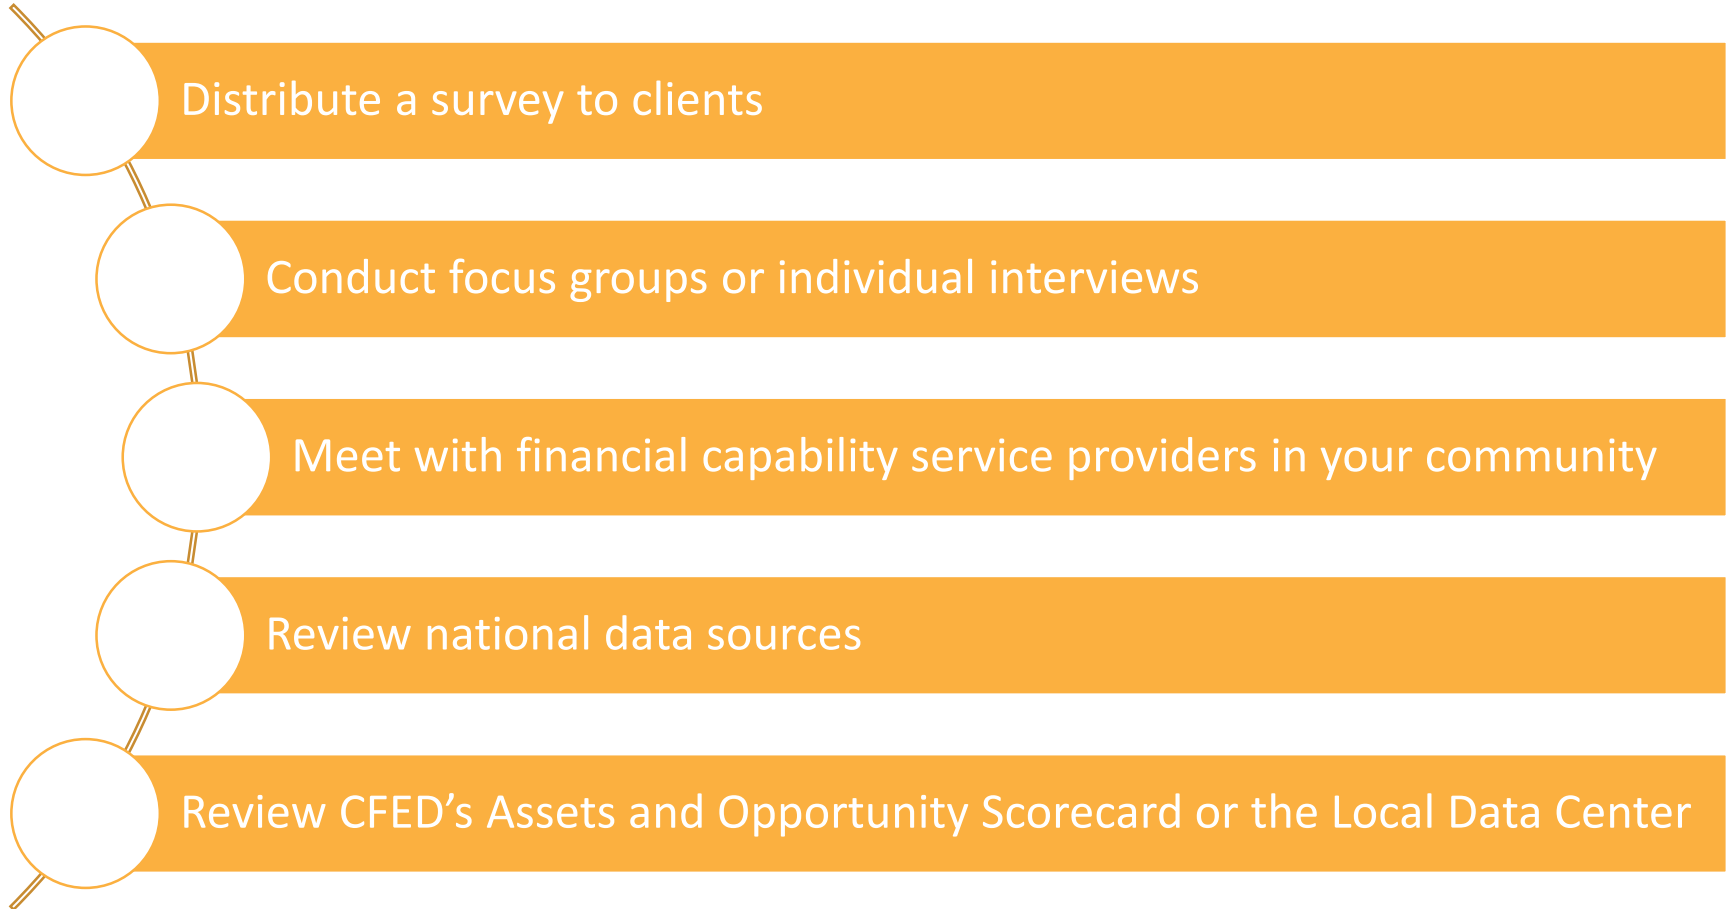 Distribute a survey to clients
Conduct focus groups or individual interviews
Meet with financial capability service providers in your community
Review national data sources
Review CFED’s Assets and Opportunity Scorecard or the Local Data Center